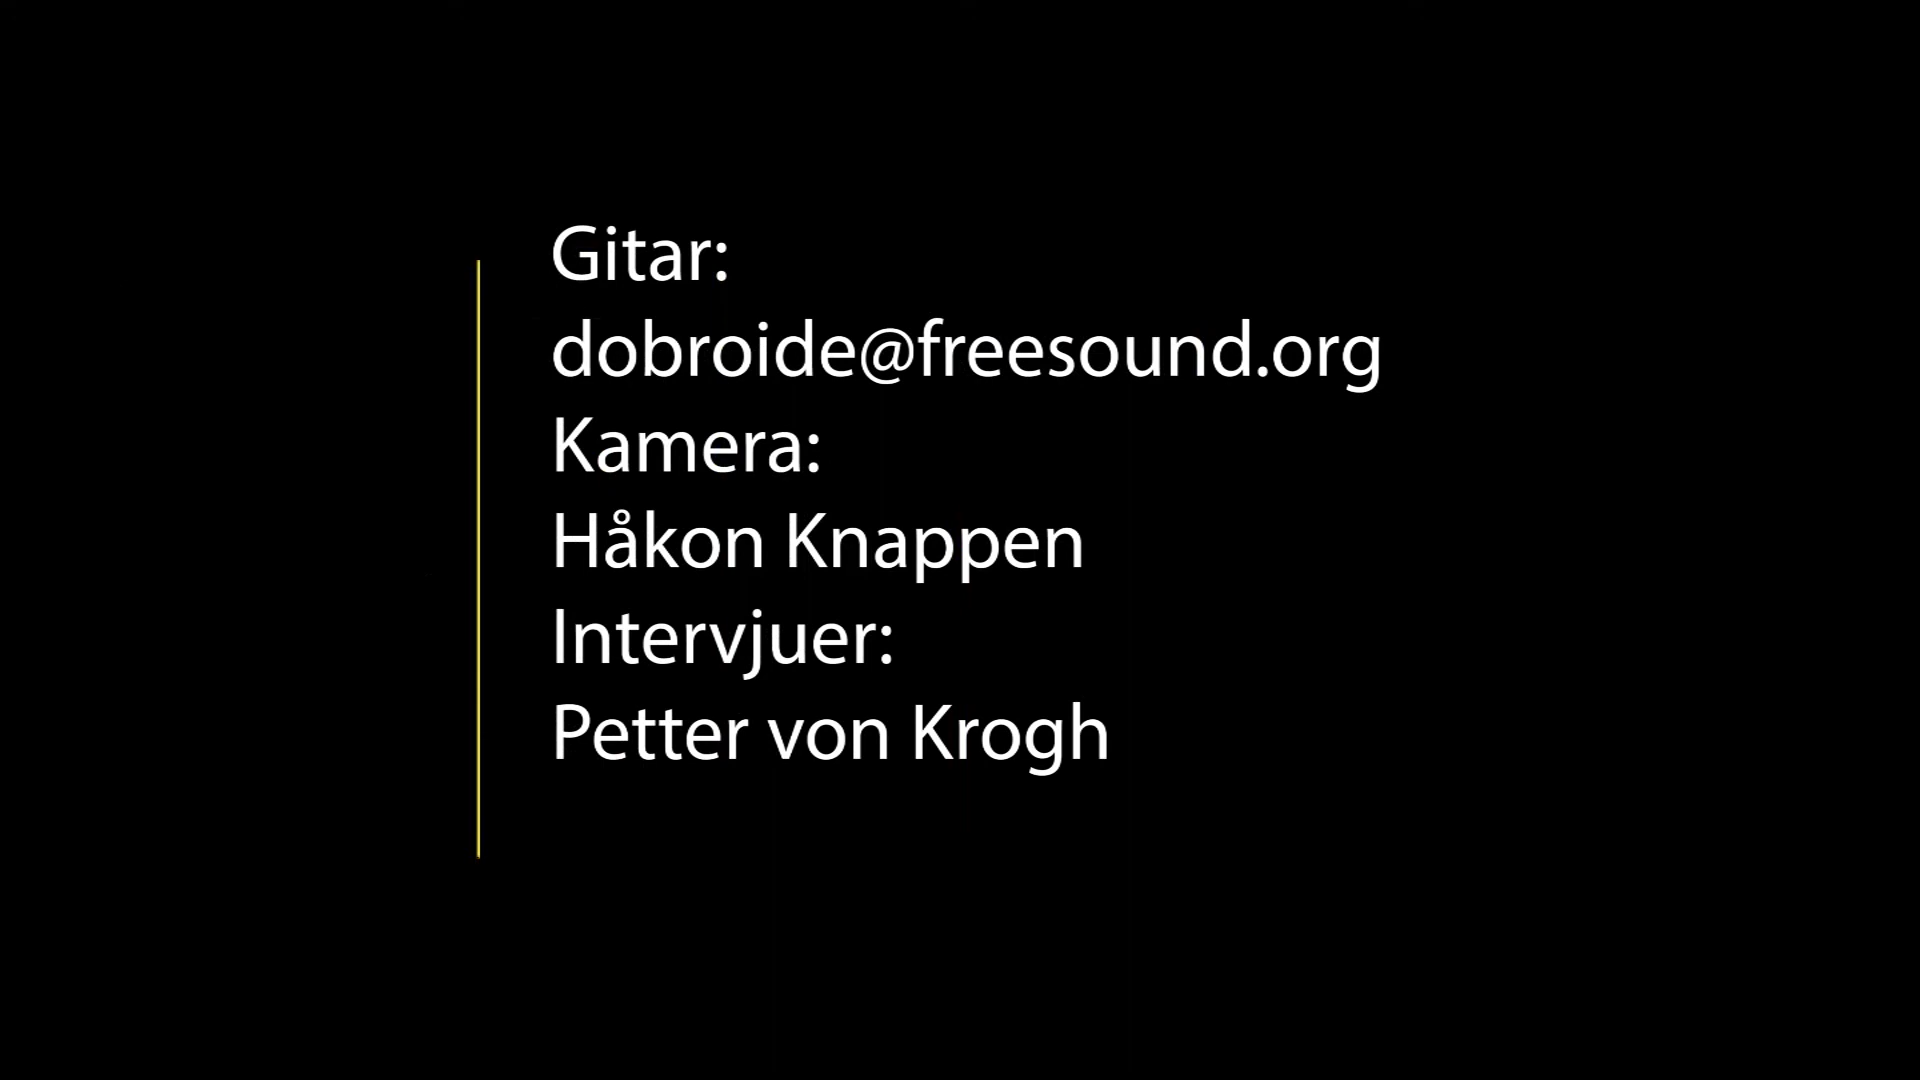 Gitar:
dobroide@freesound.org
Kamera:
Håkon Knappen
Intervjuer:
Petter von Krogh